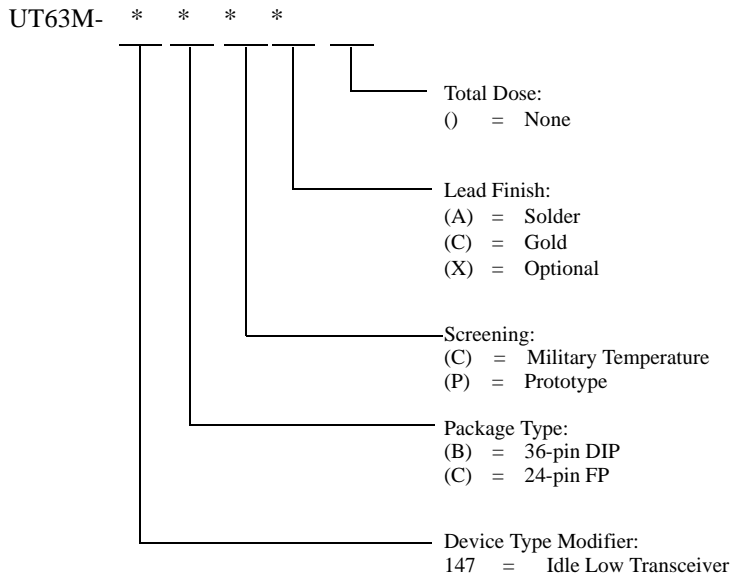 UT63M- * * * *
Total Dose:
() = None
Lead Finish:
(A) = Solder
(C) = Gold
(X) = Optional
Screening:
(C) = Military Temperature
(P) = Prototype
Package Type:
(B) = 36-pin DIP
(C) = 24-pin FP
Device Type Modifier:
147 = Idle Low Transceiver